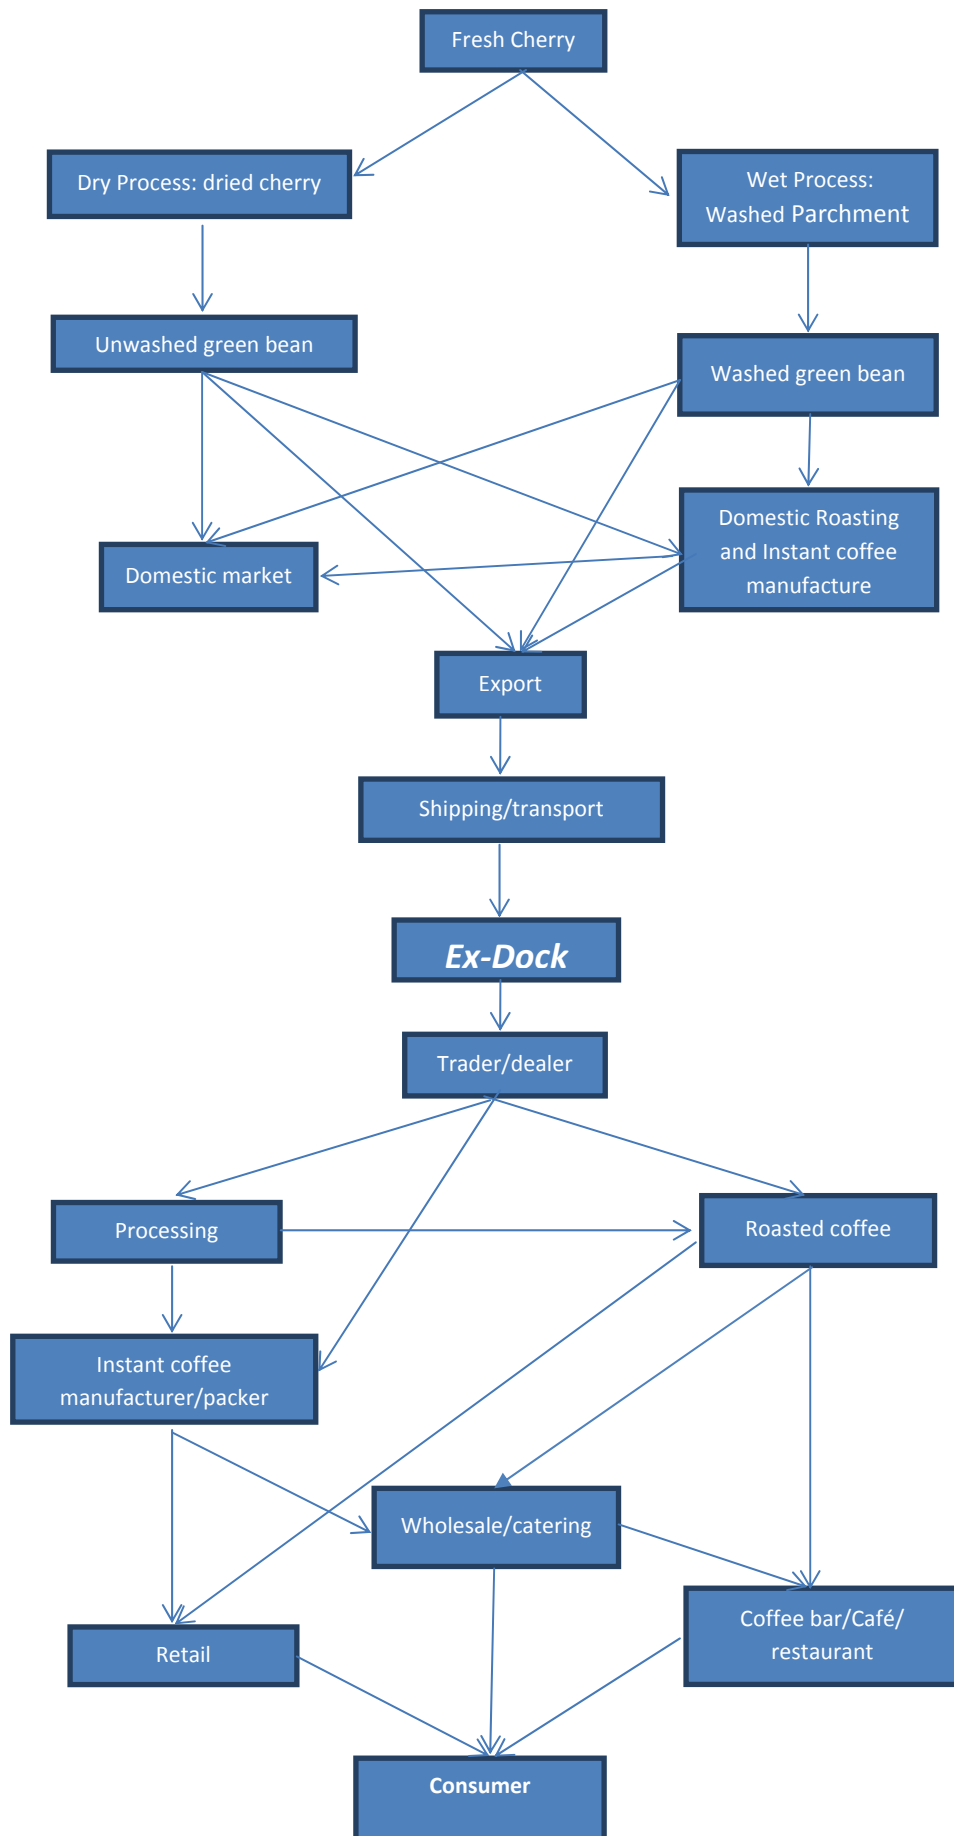 Fresh Cherry
Dry Process: dried cherry
Wet Process:
Washed Parchment
Unwashed green bean
Washed green bean
Domestic Roasting
and Instant coffee
manufacture
Domestic market
Export
Shipping/transport
Ex-Dock
Trader/dealer
Processing
Roasted coffee
Instant coffee
manufacturer/packer
Wholesale/catering
Retail
Coffee bar/Café/
restaurant
Consumer